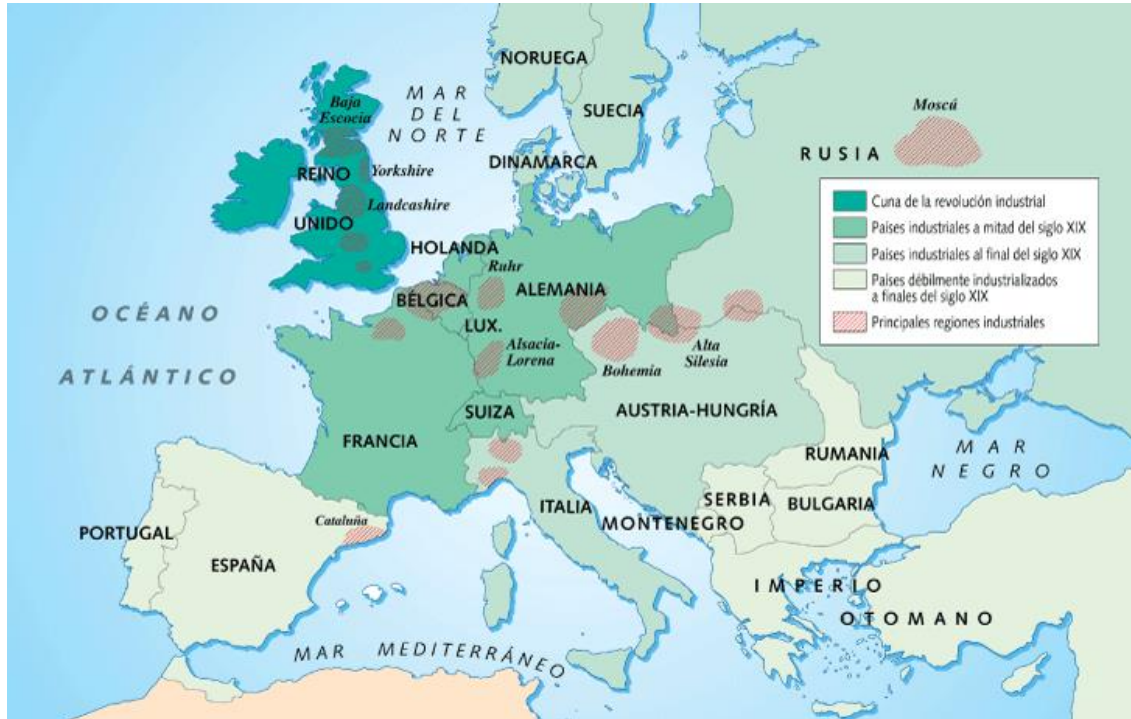 NORUEGA
SUECIA
MAR
DEL
NORTE
Baja
Escocia
DINAMARCA
REINO
UNIDO
Yorkshire
Landcashire
HOLANDA
Ruhr
BÉLGICA
ALEMANIA
LUX.
Alsacia-
Lorena
Bohemia
Alta
Silesia
Moscú
RUSIA
Cuna de la revolución industrial
Países industriales a mitad del siglo XIX
Países industriales al final del siglo XIX
Países débilmente industrializados
a finales del siglo XIX
Principales regiones industriales
OCÉANO
ATLÁNTICO
SUIZA
AUSTRIA-HUNGRÍA
FRANCIA
RUMANIA
MAR
NEGRO
SERBIA
BULGARIA
ITALIA
MONTENEGRO
Cataluña
PORTUGAL
ESPAÑA
IMPERIO
OTOMANO
MAR MEDITERRÁNEO